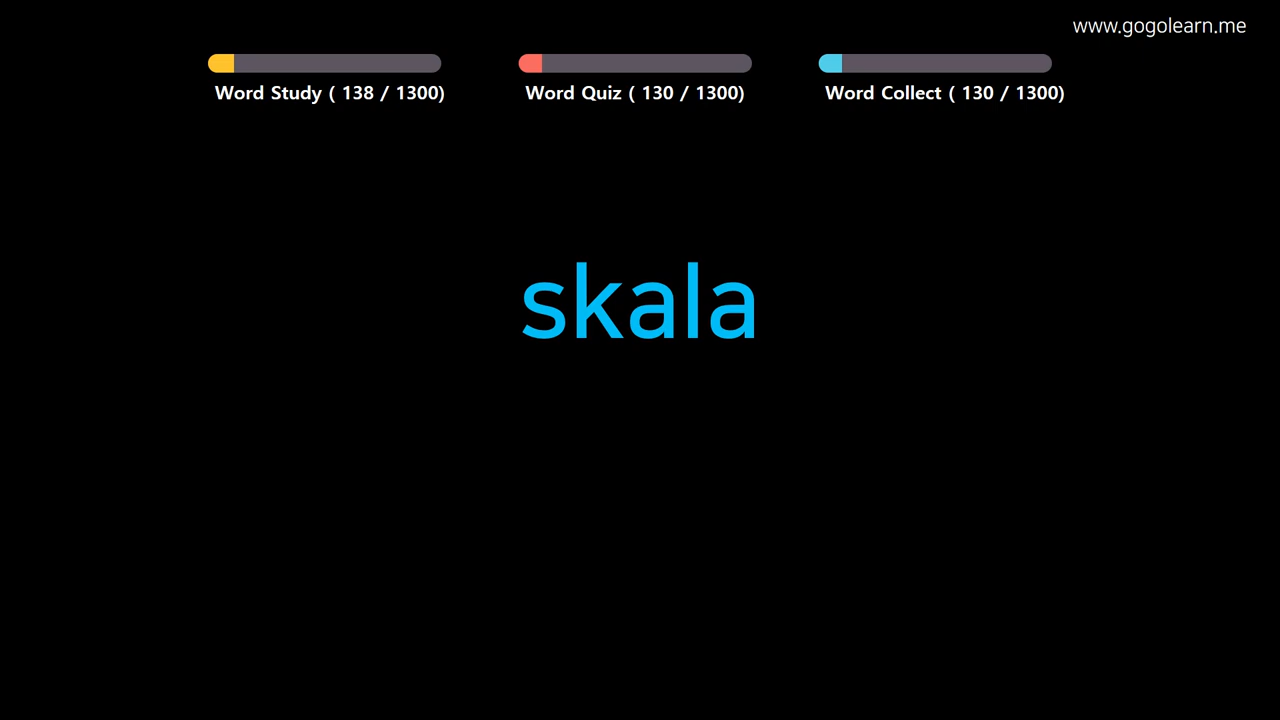 www.gogolearn.me
Word Study ( 138 / 1300)
Word Quiz ( 130 / 1300)
Word Collect ( 130 / 1300)
skala